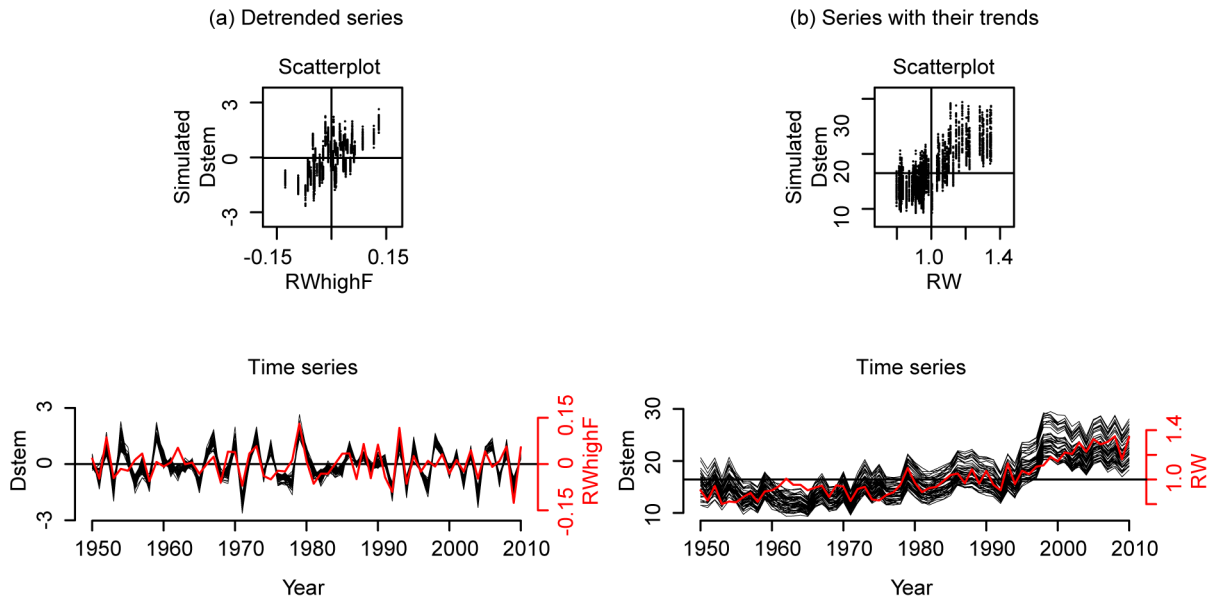 (a) Detrended series
Scatterplot
Simulated
Dstem
3
0
-3
-0.15
0.15
RWhighF
Time series
Dstem
3
0
-3
0.15
0
-0.15
RWhighF
1950 1960 1970 1980 1990 2000 2010
Year
(b) Series with their trends
Scatterplot
Simulated
Dstem
30
20
10
1.0
1.4
RW
Time series
Dstem
30
20
10
1.4
1.0
RW
1950 1960 1970 1980 1990 2000 2010
Year